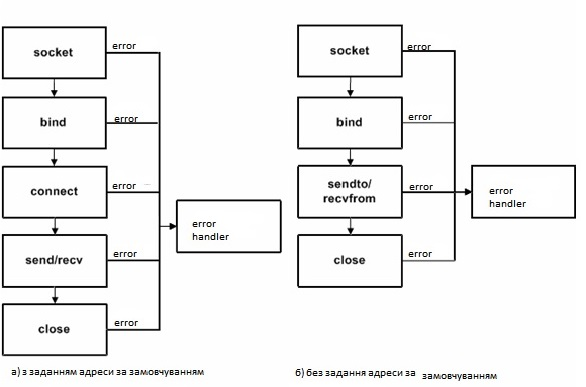 socket
error
bind
error
connect
error
send/recv
error
close
error
error
handler
а) з заданням адреси за замовчуванням
socket
error
bind
error
sendto/
recvfrom
error
close
error
error
handler
б) без задання адреси за замовчуванням